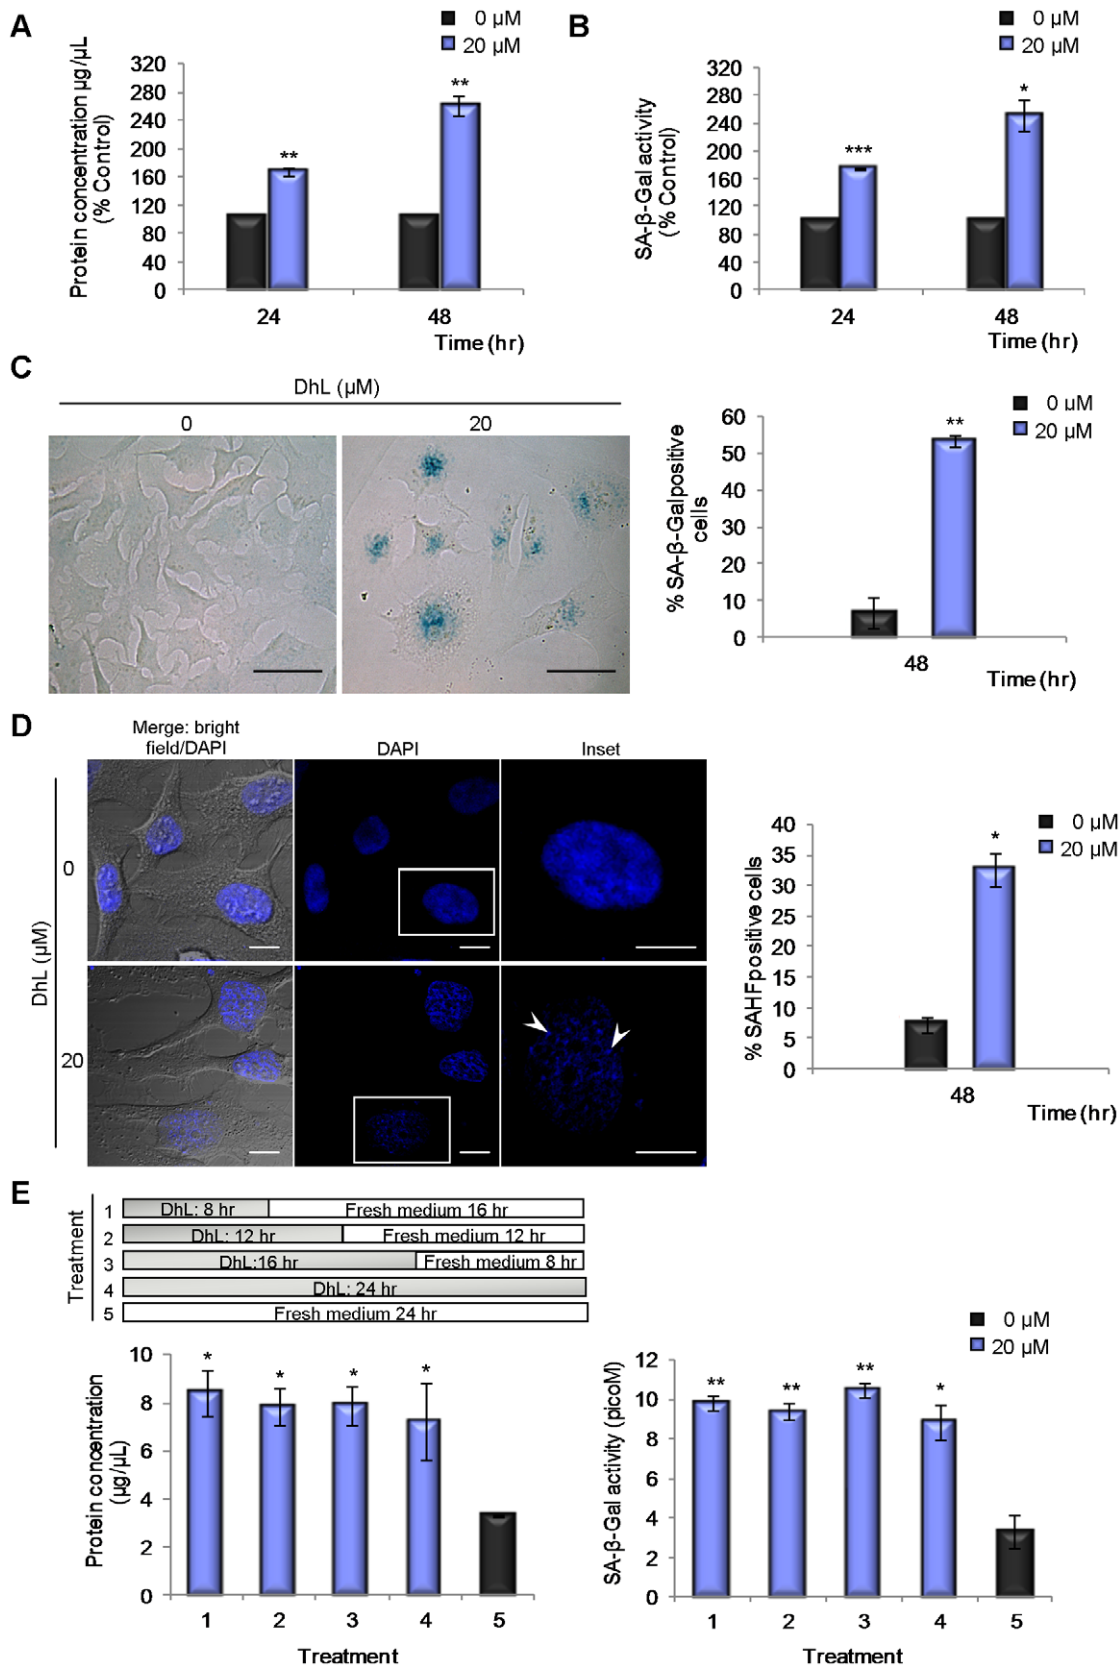 A
0 µM
20 µM
Protein concentration µg/µL
(% Control)
320
280
240
200
160
120
80
40
0
**
**
24
48
Time (hr)
B
0 µM
20 µM
SA-β-Gal activity
(% Control)
320
280
240
200
160
120
80
40
0
***
*
24
48
Time (hr)
C
DhL (µM)
0
20
0 µM
20 µM
% SA-β-Galpositive
cells
60
50
40
30
20
10
0
**
48
Time (hr)
D
Merge: bright
field/DAPI
DAPI
Inset
DhL (µM)
0
20
0 µM
20 µM
% SAHFpositive cells
40
35
30
25
20
15
10
5
0
*
48
Time (hr)
E
Treatment
1 DhL: 8 hr Fresh medium 16 hr
2 DhL: 12 hr Fresh medium 12 hr
3 DhL:16 hr Fresh medium 8 hr
4 DhL: 24 hr
5 Fresh medium 24 hr
Protein concentration
(µg/µL)
10
8
6
4
2
0
* * * *
1 2 3 4 5
Treatment
0 µM
20 µM
SA-β-Gal activity (picoM)
12
10
8
6
4
2
0
** ** ** *
1 2 3 4 5
Treatment